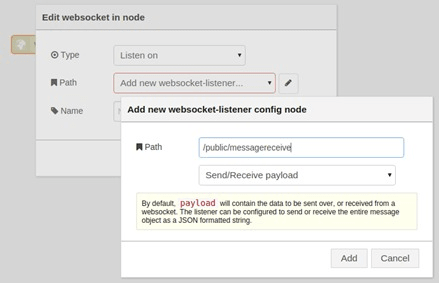 Edit websocket in node
Type
Listen on
Path
Add new websocket-listener...
Name
Add new websocket-listener config node
Path
/public/messagereceive
Send/Receive payload
By default, payload will contain the data to be sent over, or received from a
websocket. The listener can be configured to send or receive the entire message
object as a JSON formatted string.
Add
Cancel